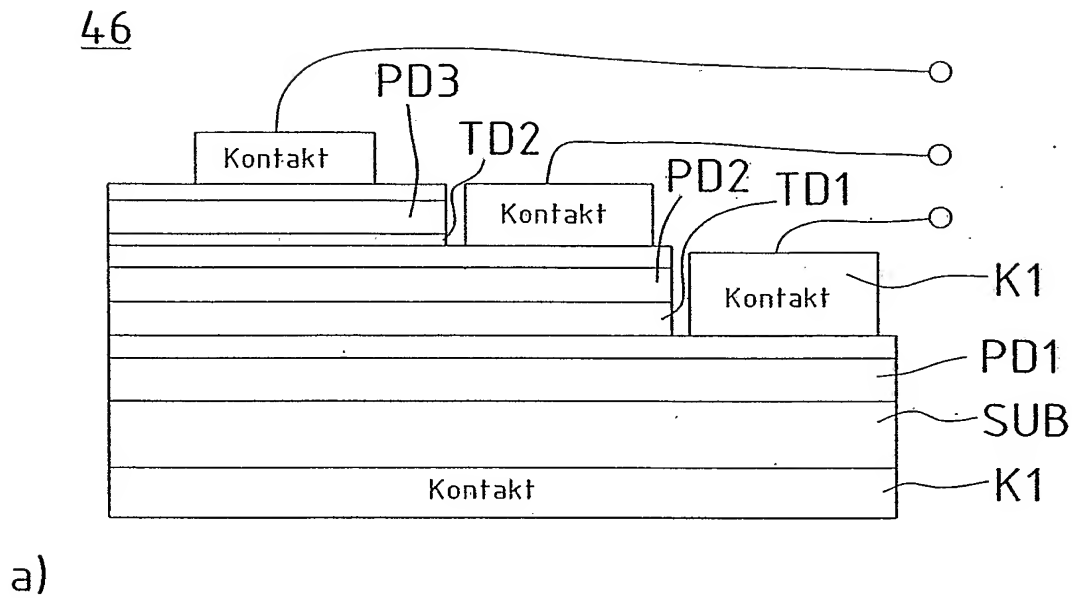 46
PD3
TD2
Kontakt
PD2
TD1
Kontakt
K1
Kontakt
PD1
SUB
K1
Kontakt
a)